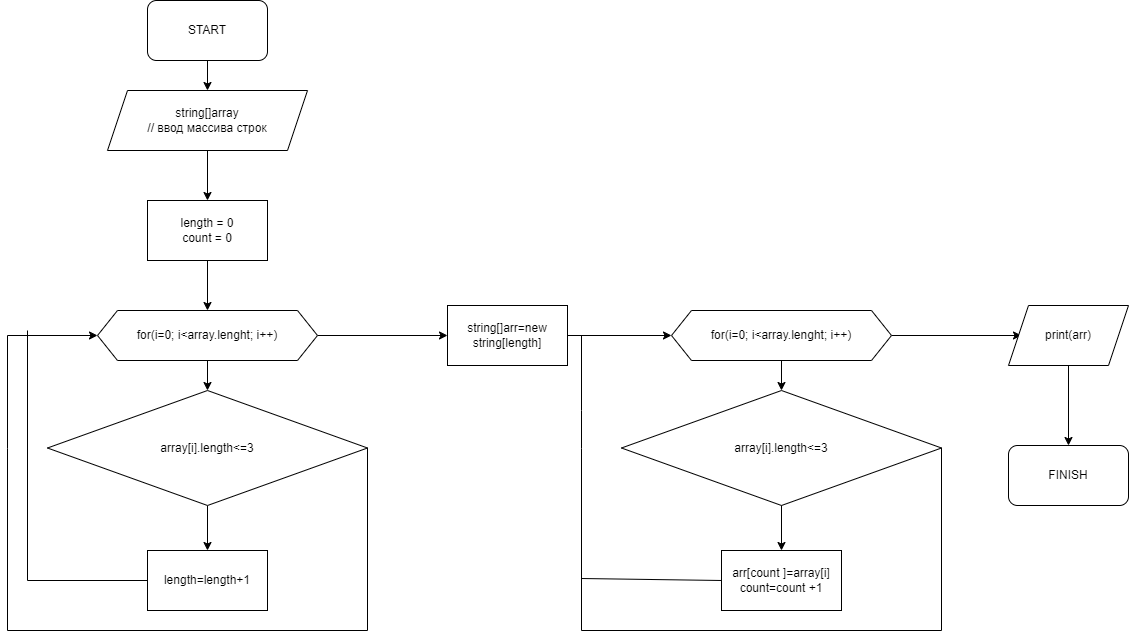 START
string[]array
// ввод массива строк
length = 0
count = 0
for(i=0; i<array.lenght; i++)
array[i].length<=3
length=length+1
string[]arr=new
string[length]
for(i=0; i<array.lenght; i++)
array[i].length<=3
arr[count ]=array[i]
count=count +1
print(arr)
FINISH